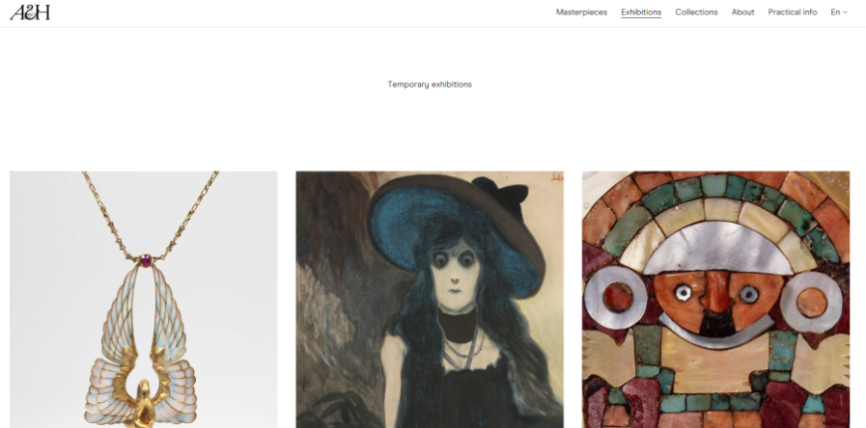 A&H
Masterpieces Exhibitions Collections About Practical info En
Temporary exhibitions